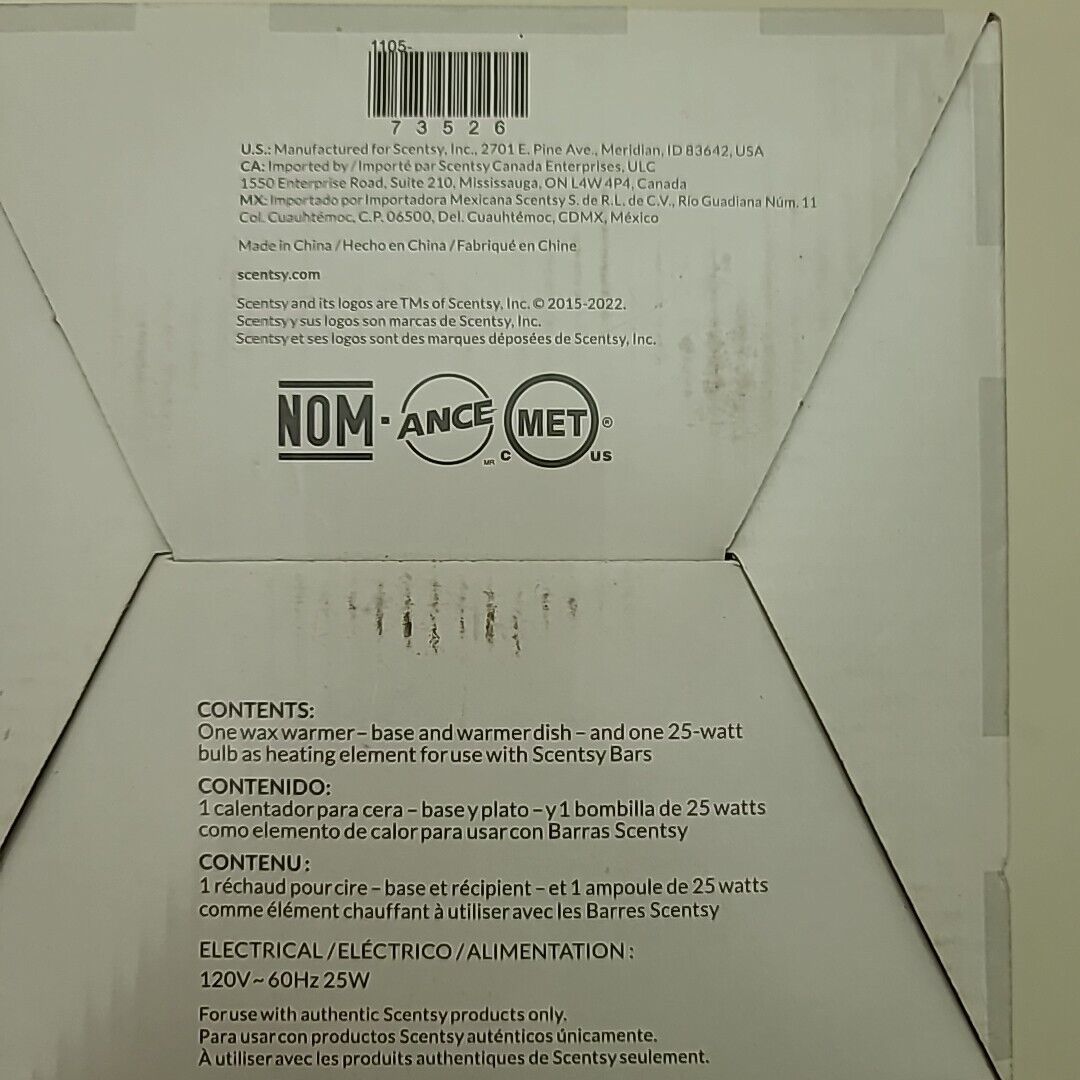 1105-
73526
U.S.: Manufactured for Scentsy, Inc., 2701 E. Pine Ave., Meridian, ID 83642, USA
CA: Imported by / Importé par Scentsy Canada Enterprises, ULC
1550 Enterprise Road, Suite 210, Mississauga, ON L4W 4P4, Canada
MX: Importado por Importadora Mexicana Scentsy S. de R.L. de C.V., Río Guadiana Núm. 11
Col. Cuauhtémoc, C.P. 06500, Del. Cuauhtémoc, CDMX, México
Made in China / Hecho en China / Fabriqué en Chine
scentsy.com
Scentsy and its logos are TMs of Scentsy, Inc. © 2015-2022.
Scentsy y sus logos son marcas de Scentsy, Inc.
Scentsy et ses logos sont des marques déposées de Scentsy, Inc.
NOM - ANCE MR C MET US ®
CONTENTS:
One wax warmer – base and warmer dish – and one 25-watt
bulb as heating element for use with Scentsy Bars
CONTENIDO:
1 calentador para cera – base y plato – y 1 bombilla de 25 watts
como elemento de calor para usar con Barras Scentsy
CONTENU :
1 réchaud pour cire – base et récipient – et 1 ampoule de 25 watts
comme élément chauffant à utiliser avec les Barres Scentsy
ELECTRICAL / ELÉCTRICO / ALIMENTATION :
120V~ 60Hz 25W
For use with authentic Scentsy products only.
Para usar con productos Scentsy auténticos únicamente.
À utiliser avec les produits authentiques de Scentsy seulement.